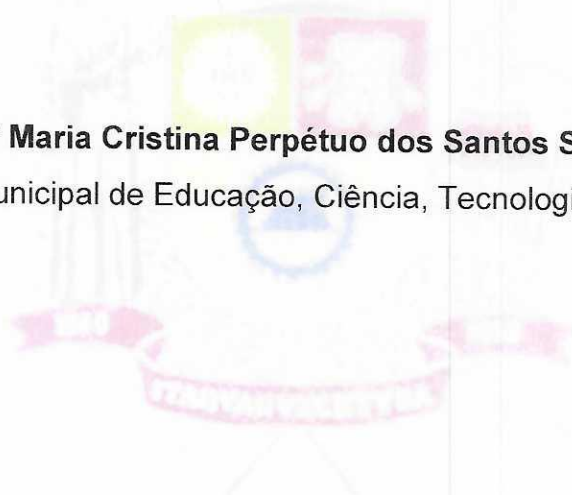 Maria Cristina Perpétuo dos Santos S
unicipal de Educação, Ciência, Tecnologi